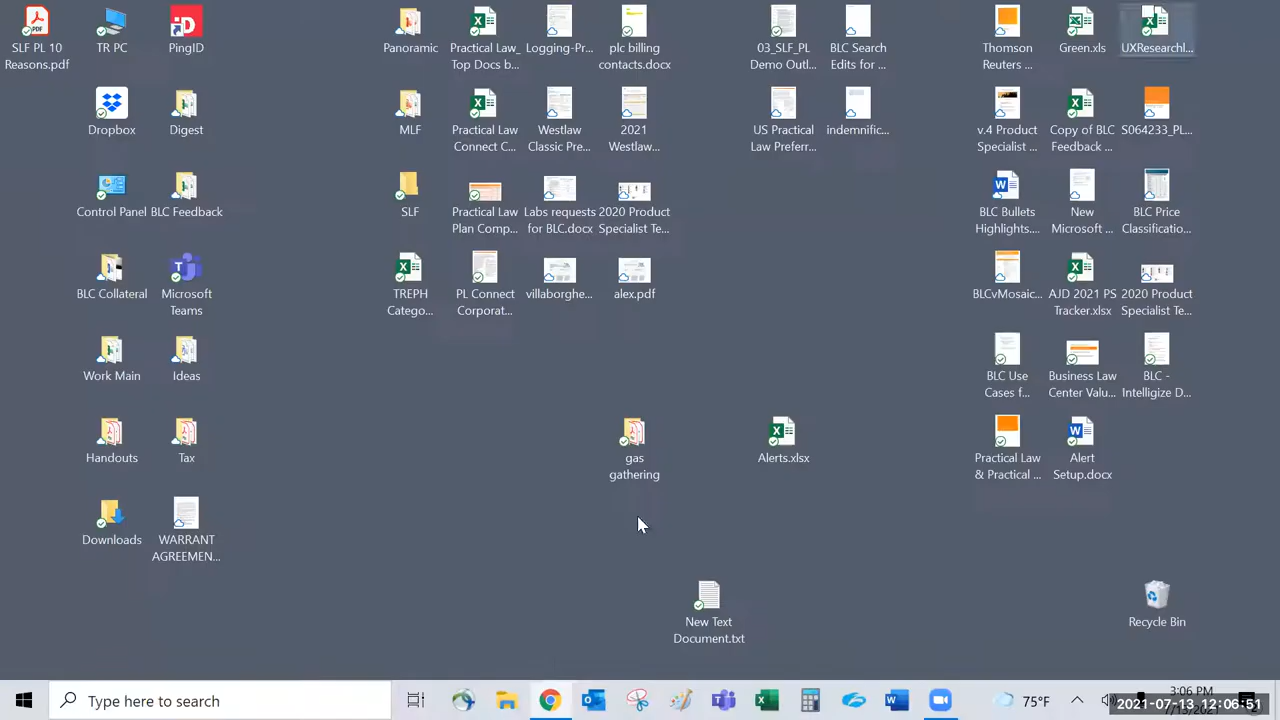 SLF PL 10
Reasons.pdf
TR PC
PingID
Panoramic
Practical Law_
Top Docs b...
Logging-Pr...
plc billing
contacts.docx
03_SLF_PL
Demo Outl...
BLC Search
Edits for ...
Thomson
Reuters ...
Green.xls
UXResearchI...
Dropbox
Digest
MLF
Practical Law
Connect C...
Westlaw
Classic Pre...
2021
Westlaw...
US Practical
Law Preferr...
indemnific...
v.4 Product
Specialist ...
Copy of BLC
Feedback ...
S064233_PL...
Control Panel
BLC Feedback
SLF
Practical Law
Plan Comp...
Labs requests
for BLC.docx
2020 Product
Specialist Te...
BLC Bullets
Highlights....
New
Microsoft ...
BLC Price
Classificatio...
BLC Collateral
Microsoft
Teams
TREPH
Catego...
PL Connect
Corporat...
villaborghe...
alex.pdf
BLCvMosaic...
AJD 2021 PS
Tracker.xlsx
2020 Product
Specialist Te...
Work Main
Ideas
BLC Use
Cases f...
Business Law
Center Valu...
BLC -
Intelligize D...
Handouts
Tax
gas
gathering
Alerts.xlsx
Practical Law
& Practical ...
Alert
Setup.docx
Downloads
WARRANT
AGREEMEN...
New Text
Document.txt
Recycle Bin
Type here to search
75°F
3:06 PM
2021-07-13 12:06:51